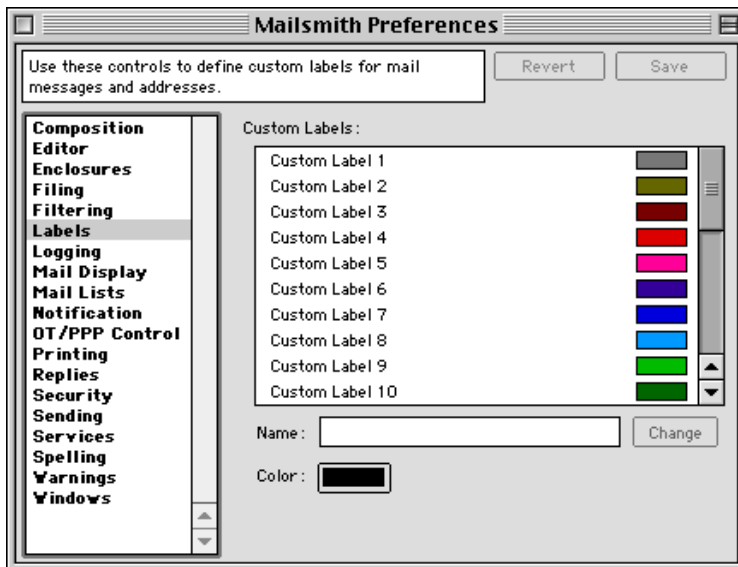 Mailsmith Preferences
Use these controls to define custom labels for mail
messages and addresses.
Revert
Save
Composition
Editor
Enclosures
Filing
Filtering
Labels
Logging
Mail Display
Mail Lists
Notification
OT/PPP Control
Printing
Replies
Security
Sending
Services
Spelling
Warnings
Windows
Custom Labels:
Custom Label 1
Custom Label 2
Custom Label 3
Custom Label 4
Custom Label 5
Custom Label 6
Custom Label 7
Custom Label 8
Custom Label 9
Custom Label 10
Name:
Change
Color: